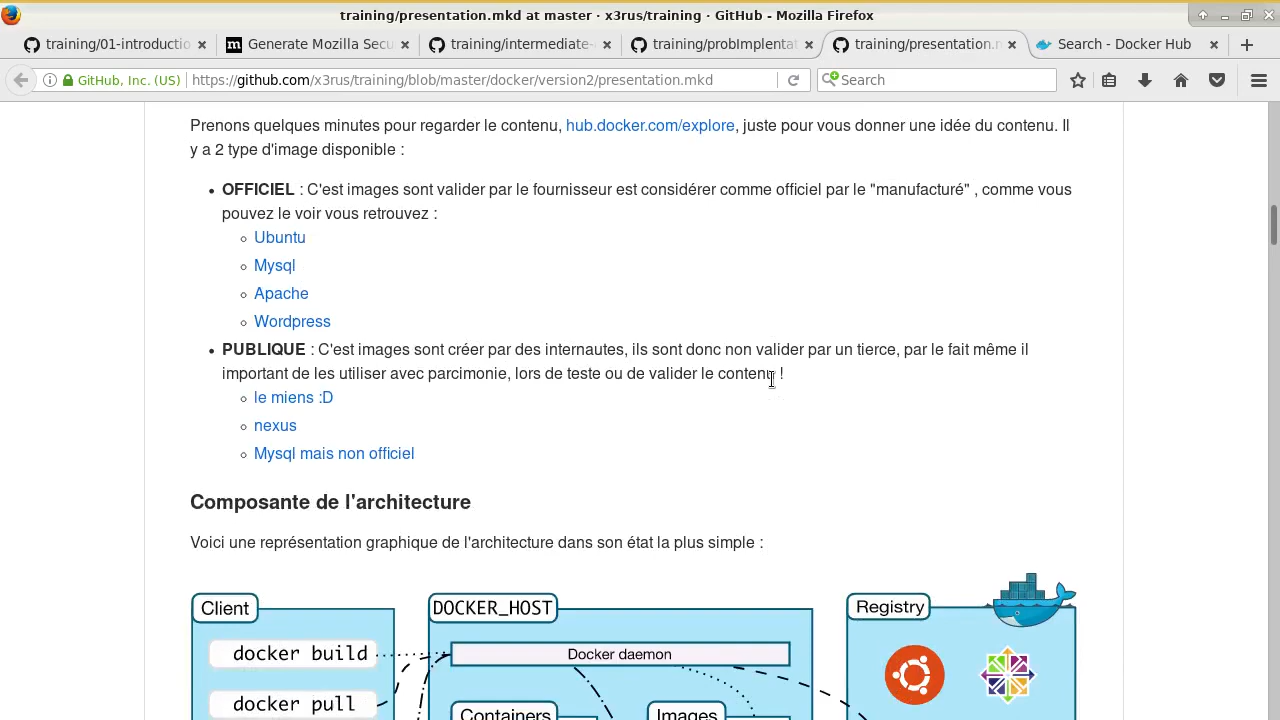 training/presentation.mkd at master · x3rus/training · GitHub - Mozilla Firefox
training/01-introductio
Generate Mozilla Secu
training/intermediate-
training/probImplentat
training/presentation.m
Search - Docker Hub
GitHub, Inc. (US)
https://github.com/x3rus/training/blob/master/docker/version2/presentation.mkd
Search
Prenons quelques minutes pour regarder le contenu, hub.docker.com/explore, juste pour vous donner une idée du contenu. Il
y a 2 type d'image disponible :
OFFICIEL : C'est images sont valider par le fournisseur est considérer comme officiel par le "manufacturé" , comme vous
pouvez le voir vous retrouvez :
Ubuntu
Mysql
Apache
Wordpress
PUBLIQUE : C'est images sont créer par des internautes, ils sont donc non valider par un tierce, par le fait même il
important de les utiliser avec parcimonie, lors de teste ou de valider le contenu !
le miens :D
nexus
Mysql mais non officiel
Composante de l'architecture
Voici une représentation graphique de l'architecture dans son état la plus simple :
Client
DOCKER_HOST
Registry
docker build
Docker daemon
docker pull
Containers
Images